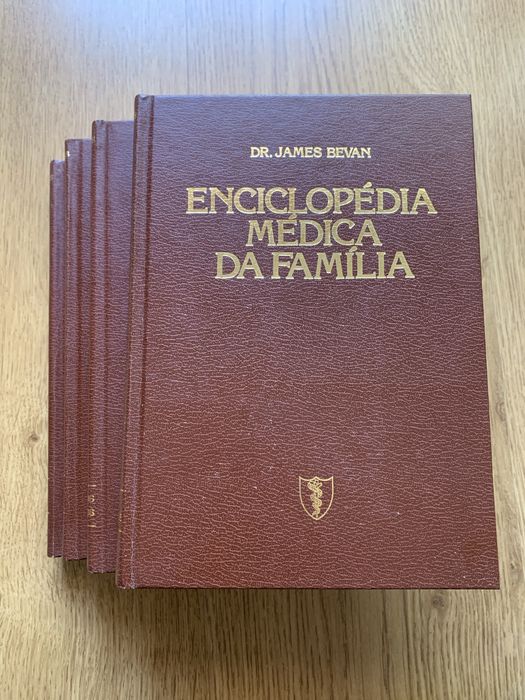 DR. JAMES BEVAN
ENCICLOPÉDIA
MÉDICA
DA FAMÍLIA